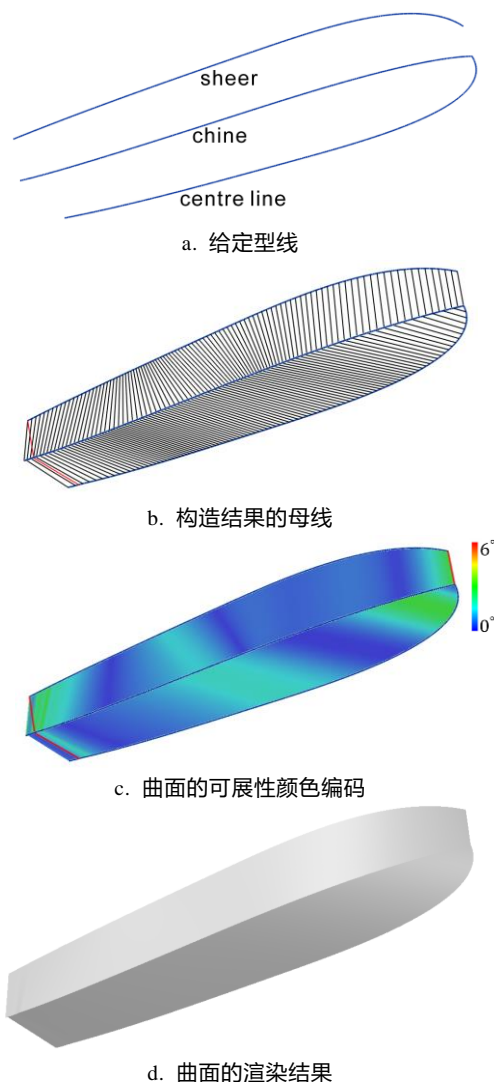 sheer
chine
centre line
a. 给定型线
b. 构造结果的母线
6°
0°
c. 曲面的可展性颜色编码
d. 曲面的渲染结果